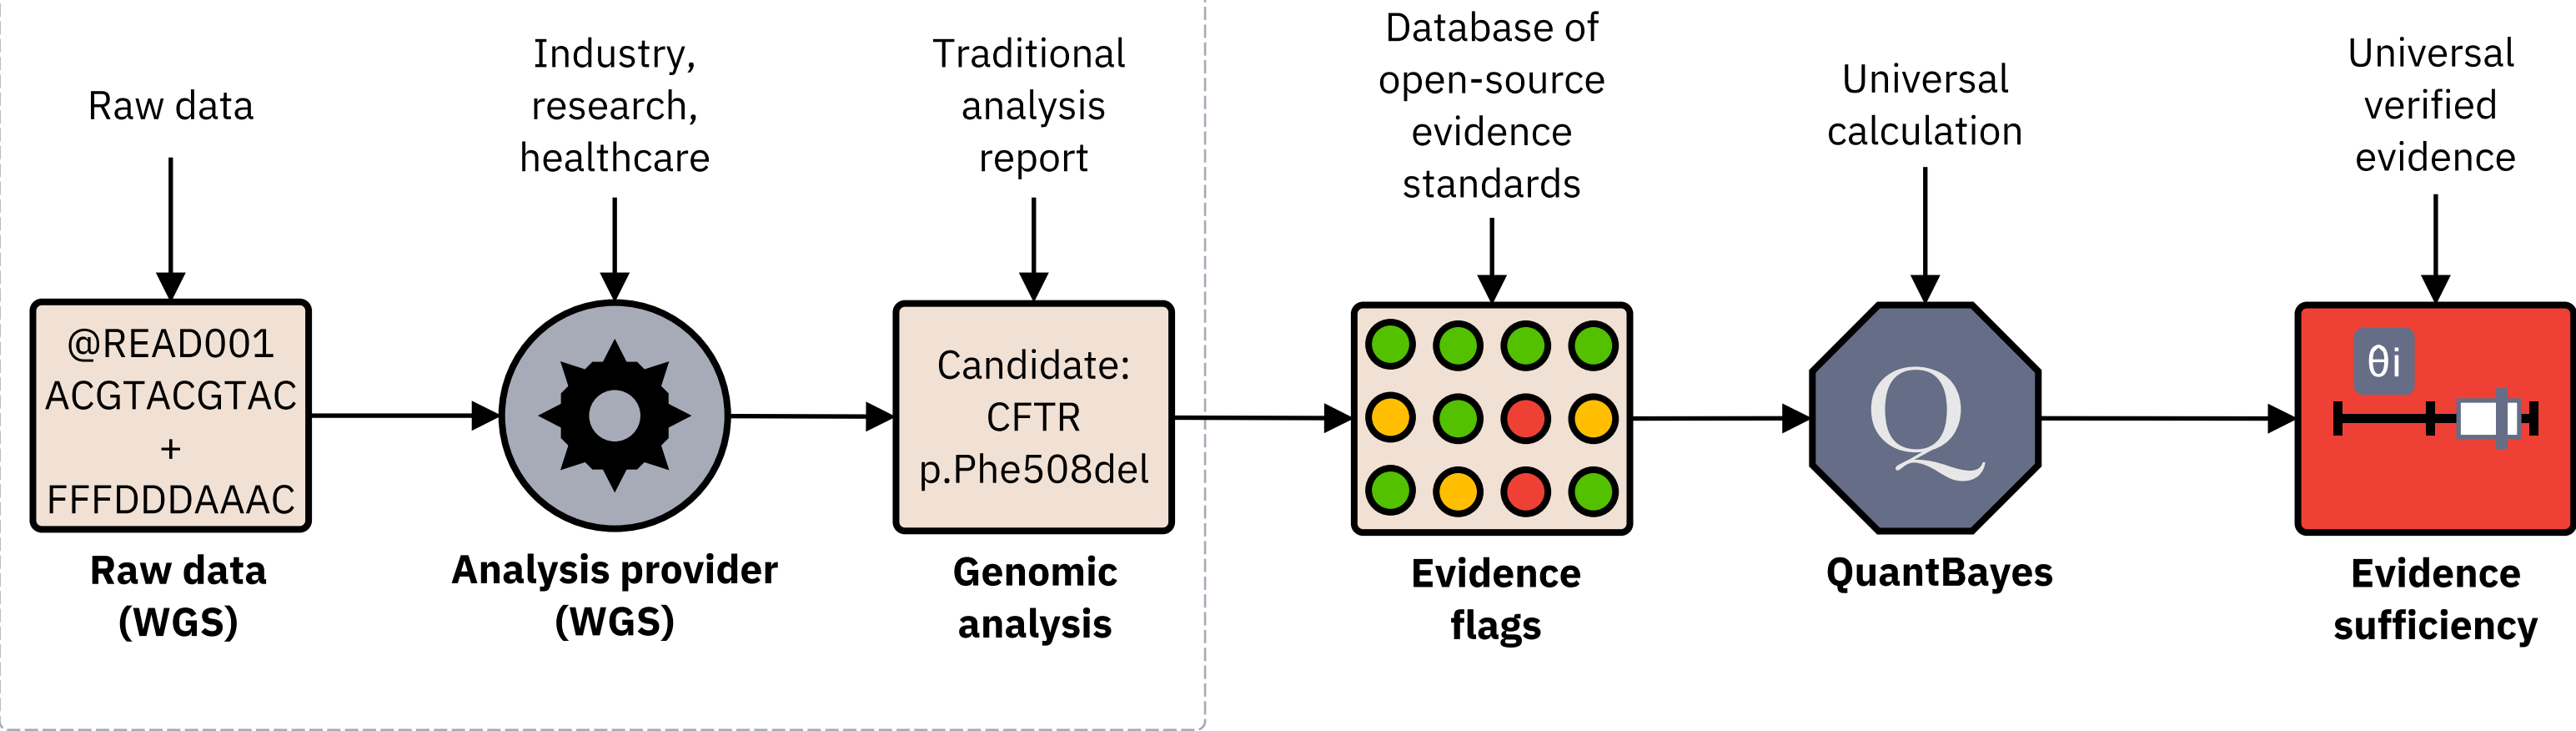 Raw data
Industry,
research,
healthcare
Traditional
analysis
report
Database of
open-source
evidence
standards
Universal
calculation
Universal
verified
evidence
@READ001
ACGTACGTAC
+
FFFDDDAAAC
Candidate:
CFTR
p.Phe508del
Q
θi
Raw data
(WGS)
Analysis provider
(WGS)
Genomic
analysis
Evidence
flags
QuantBayes
Evidence
sufficiency